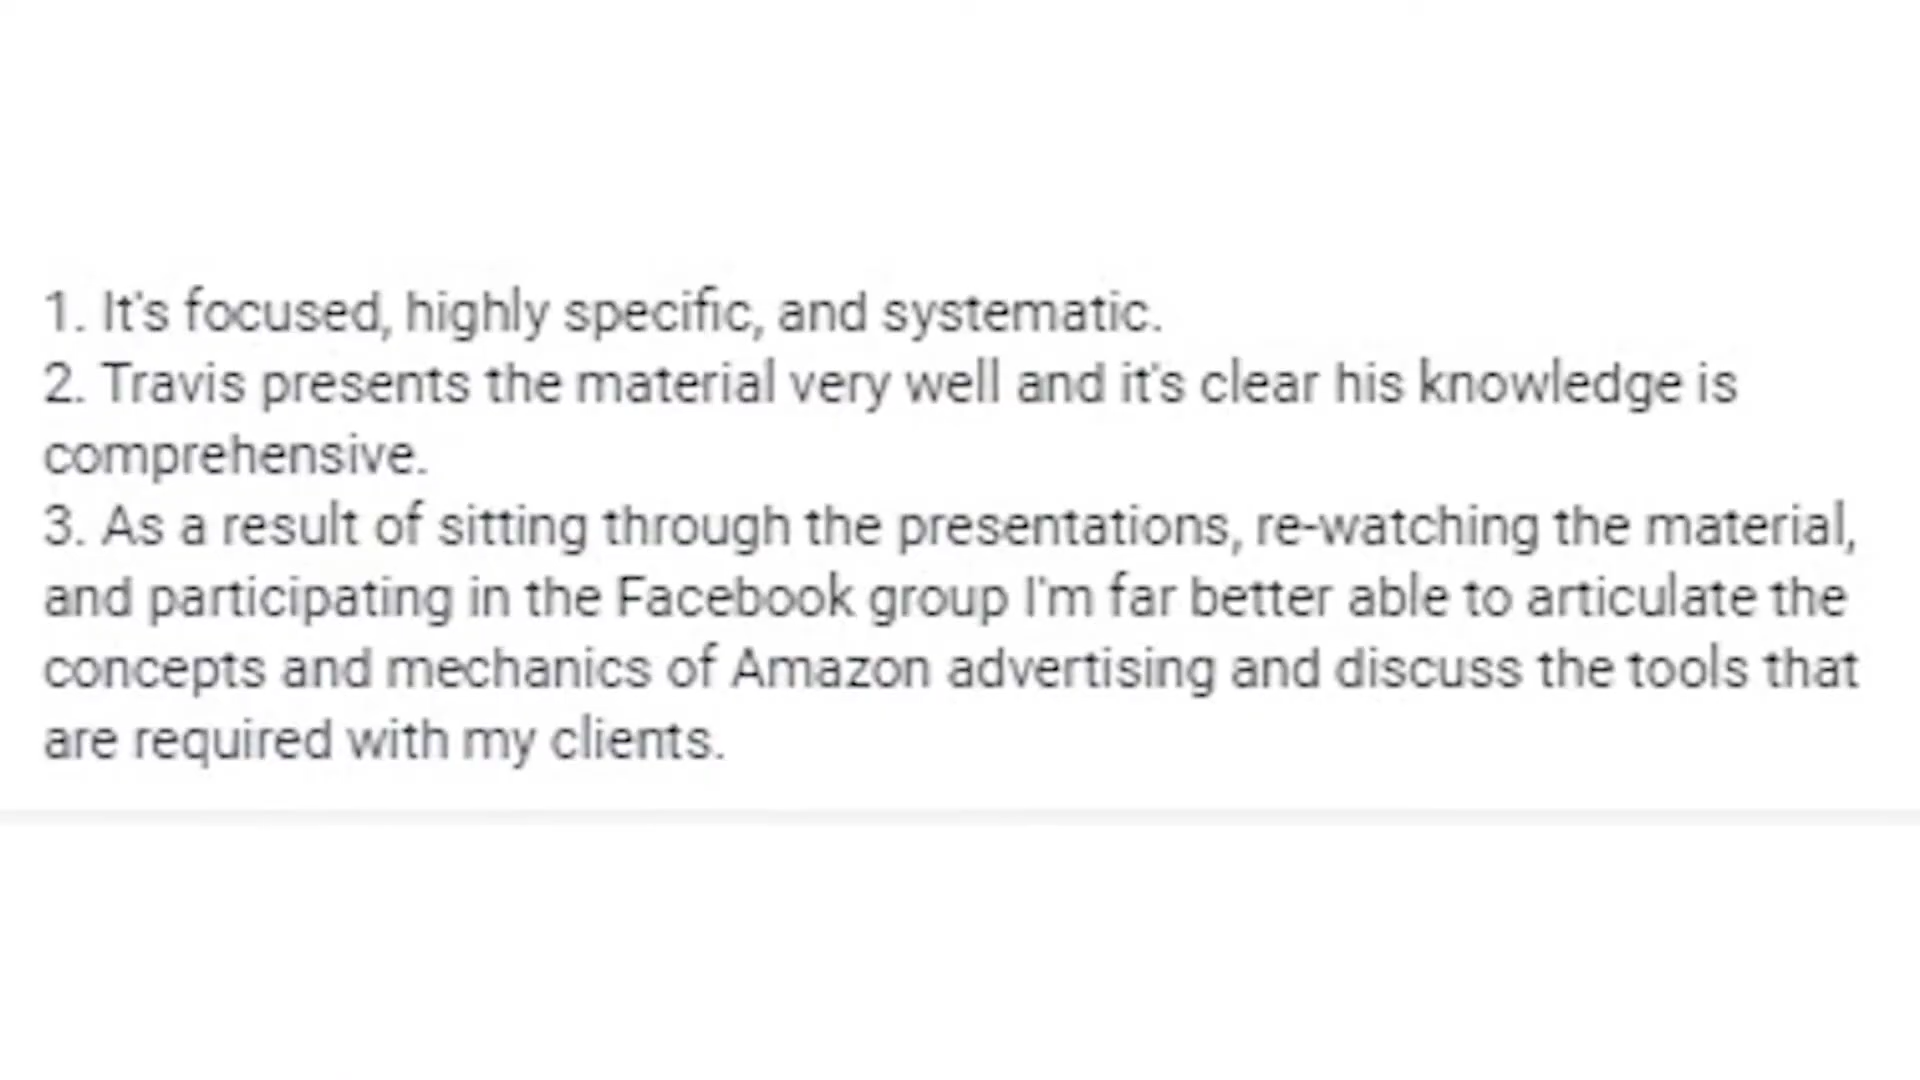 1. It's focused, highly specific, and systematic.
2. Travis presents the material very well and it's clear his knowledge is
comprehensive.
3. As a result of sitting through the presentations, re-watching the material,
and participating in the Facebook group I'm far better able to articulate the
concepts and mechanics of Amazon advertising and discuss the tools that
are required with my clients.